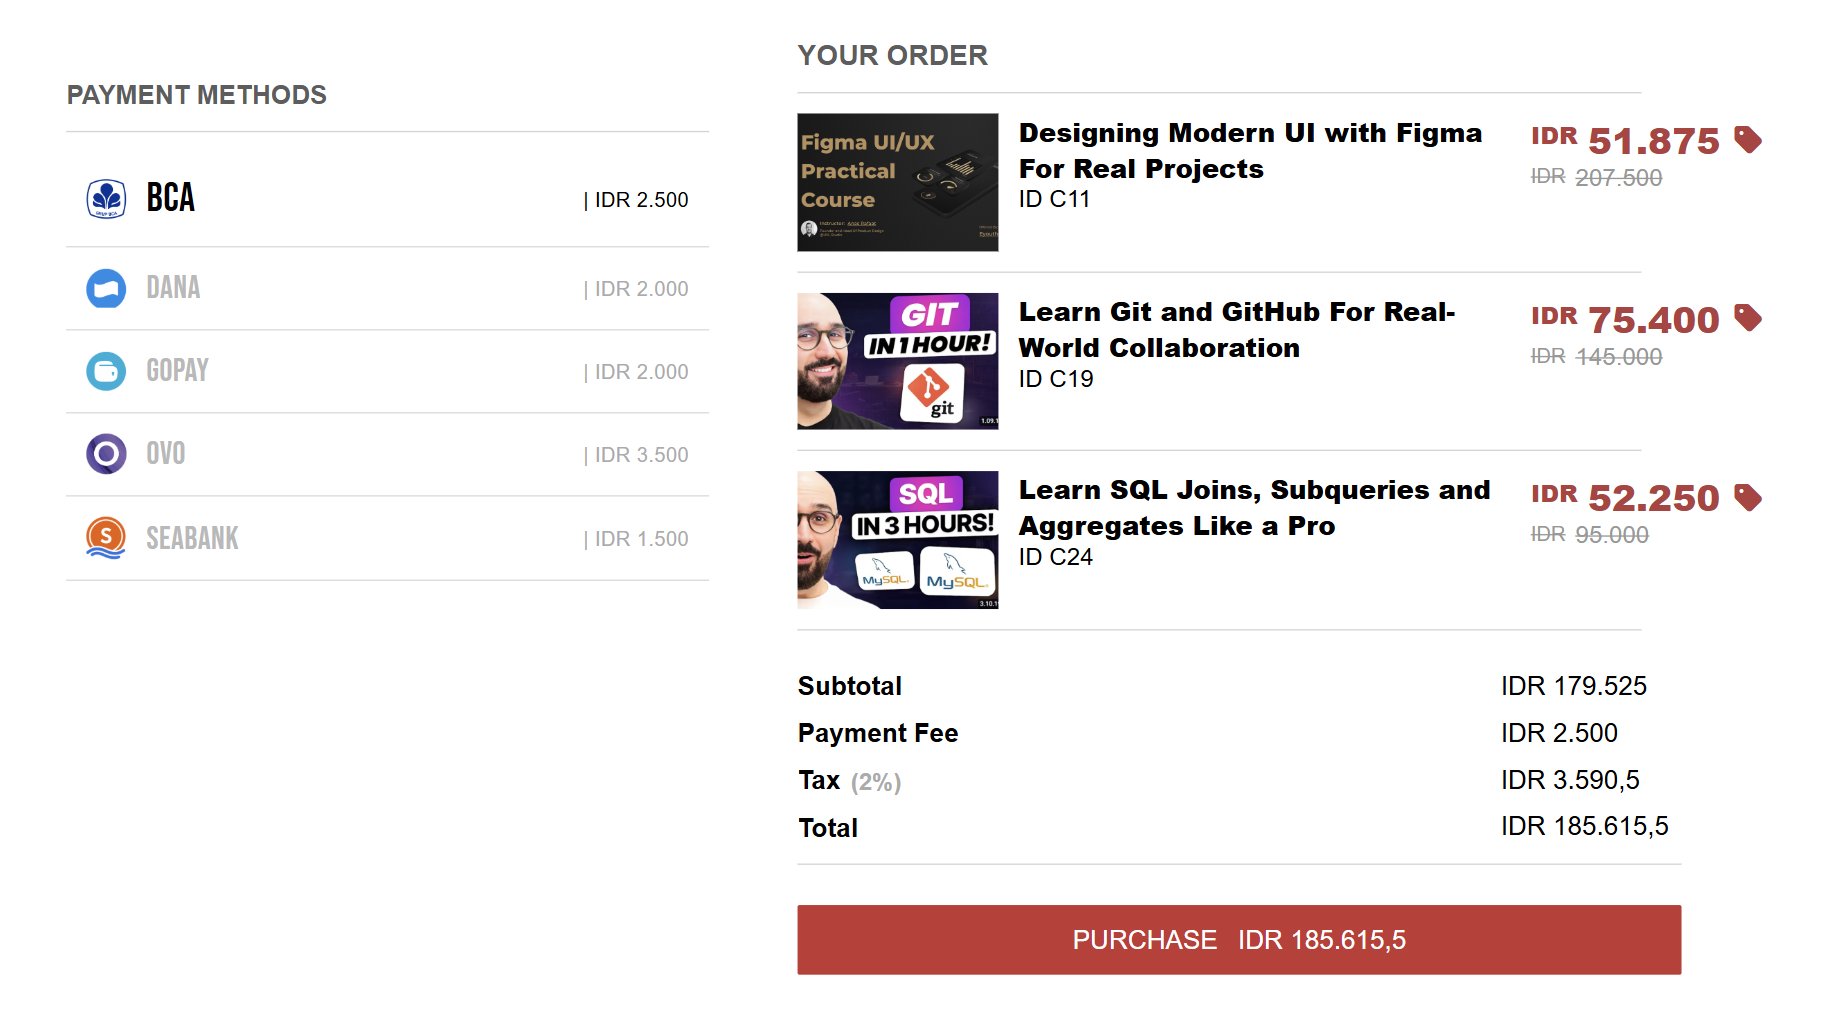 PAYMENT METHODS
BCA | IDR 2.500
DANA | IDR 2.000
GOPAY | IDR 2.000
OVO | IDR 3.500
SEABANK | IDR 1.500
YOUR ORDER
Figma UI/UX
Practical
Course
Designing Modern UI with Figma
For Real Projects
ID C11
IDR 51.875
IDR 207.500
GIT
IN 1 HOUR!
git
Learn Git and GitHub For Real-
World Collaboration
ID C19
IDR 75.400
IDR 145.000
SQL
IN 3 HOURS!
MySQL
MySQL
Learn SQL Joins, Subqueries and
Aggregates Like a Pro
ID C24
IDR 52.250
IDR 95.000
Subtotal IDR 179.525
Payment Fee IDR 2.500
Tax (2%) IDR 3.590,5
Total IDR 185.615,5
PURCHASE IDR 185.615,5